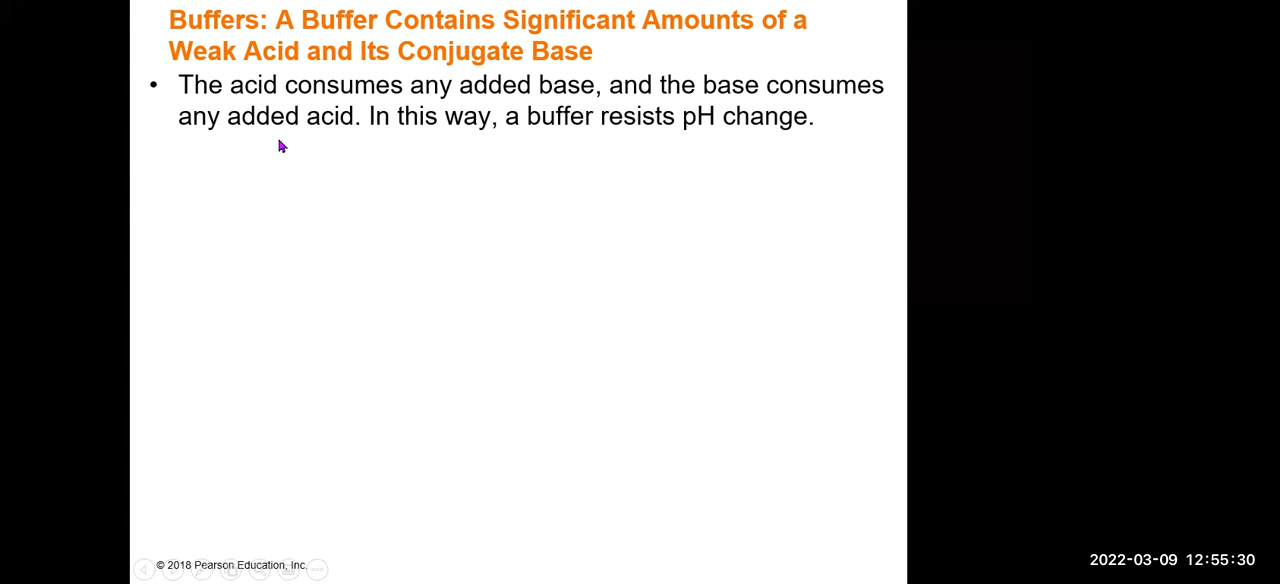 Buffers: A Buffer Contains Significant Amounts of a
Weak Acid and Its Conjugate Base
• The acid consumes any added base, and the base consumes
any added acid. In this way, a buffer resists pH change.
© 2018 Pearson Education, Inc.
2022-03-09 12:55:30